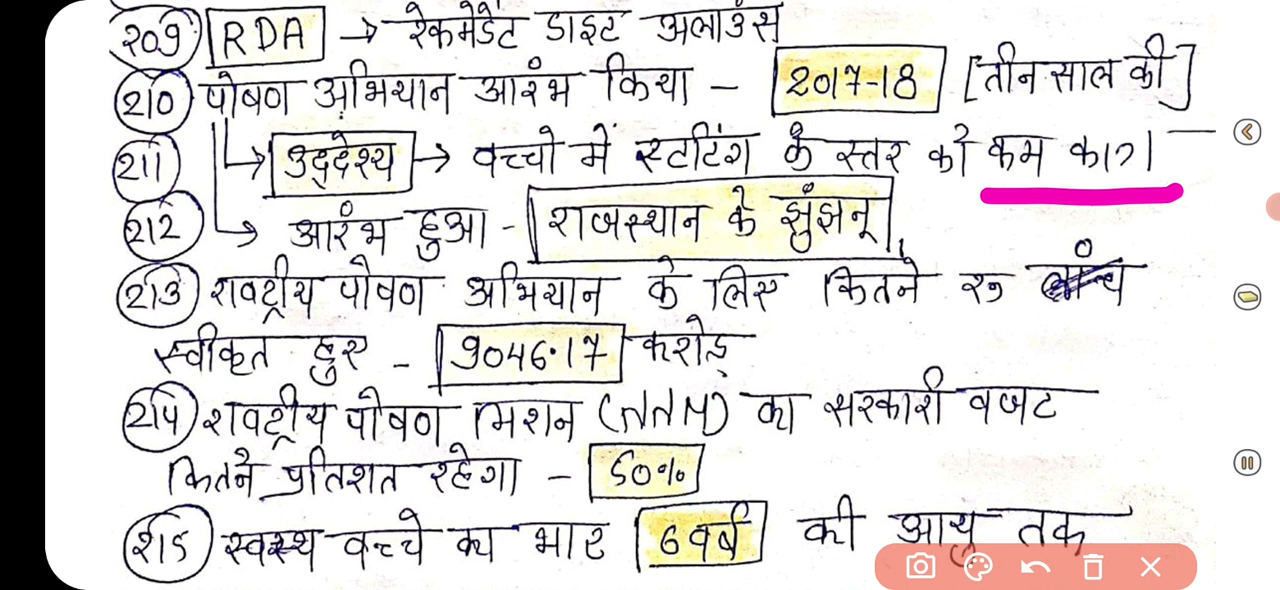 209 RDA → रेकमेडेंट डाइट अलाउंस
210 पोषण अभियान आरंभ किया - 2017-18 [तीन साल की]
211 → उद्देश्य → बच्चो में स्टटिंग के स्तर को कम करना
212 → आरंभ हुआ - राजस्थान के झुंझनू
213 राष्ट्रीय पोषण अभियान के लिए कितने रु
स्वीकृत हुए - 9046.17 करोड़
214 राष्ट्रीय पोषण मिशन (NNM) का सरकारी बजट
कितने प्रतिशत रहेगा - 50%
215 स्वस्थ बच्चे का भार 6 वर्ष की आयु तक